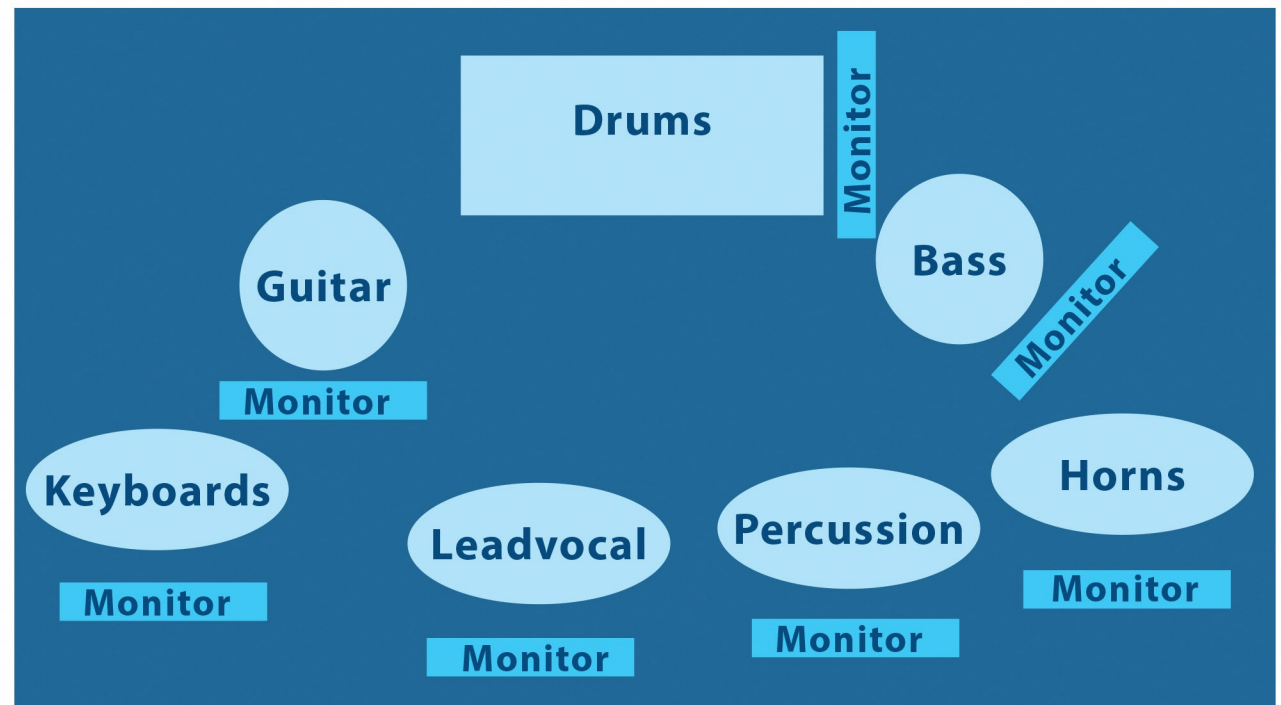 Drums
Monitor
Bass
Guitar
Monitor
Monitor
Keyboards
Horns
Leadvocal
Percussion
Monitor
Monitor
Monitor
Monitor